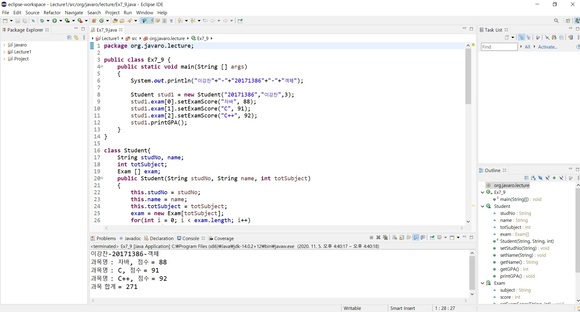 eclipse-workspace - Lecture1/src/org/javaro/lecture/Ex7_9.java - Eclipse IDE
File Edit Source Refactor Navigate Search Project Run Window Help
Package Explorer
javaro
Lecture1
Project
Ex7_9.java
Lecture1 src org.javaro.lecture Ex7_9
1 package org.javaro.lecture;
2
3 public class Ex7_9 {
4 public static void main(String [] args)
5 {
6 System.out.println("이강찬"+"-"+"20171386"+"-"+"객체");
7
8 Student stud1 = new Student("20171386","이강찬",3);
9 stud1.exam[0].setExamScore("자바", 88);
10 stud1.exam[1].setExamScore("C", 91);
11 stud1.exam[2].setExamScore("C++", 92);
12 stud1.printGPA();
13 }
14 }
15
16 class Student{
17 String studNo, name;
18 int totSubject;
19 Exam [] exam;
20 public Student(String studNo, String name, int totSubject)
21 {
22 this.studNo = studNo;
23 this.name = name;
24 this.totSubject = totSubject;
25 exam = new Exam[totSubject];
26 for(int i = 0; i < exam.length; i++)
Problems Javadoc Declaration Console Coverage
<terminated> Ex7_9 [Java Application] C:\Program Files\Java\jdk-14.0.2+12\bin\javaw.exe (2020. 11. 5. 오후 4:40:17 – 오후 4:40:18)
이강찬-20171386-객체
과목명 : 자바, 점수 = 88
과목명 : C, 점수 = 91
과목명 : C++, 점수 = 92
과목 합계 = 271
Task List
Find All Activate...
Outline
org.javaro.lecture
Ex7_9
main(String[]) : void
Student
studNo : String
name : String
totSubject : int
exam : Exam[]
Student(String, String, int)
setStudNo(String) : void
setName(String) : void
getName() : String
getGPA() : int
printGPA() : void
Exam
subject : String
score : int
Writable Smart Insert 1 : 28 : 27